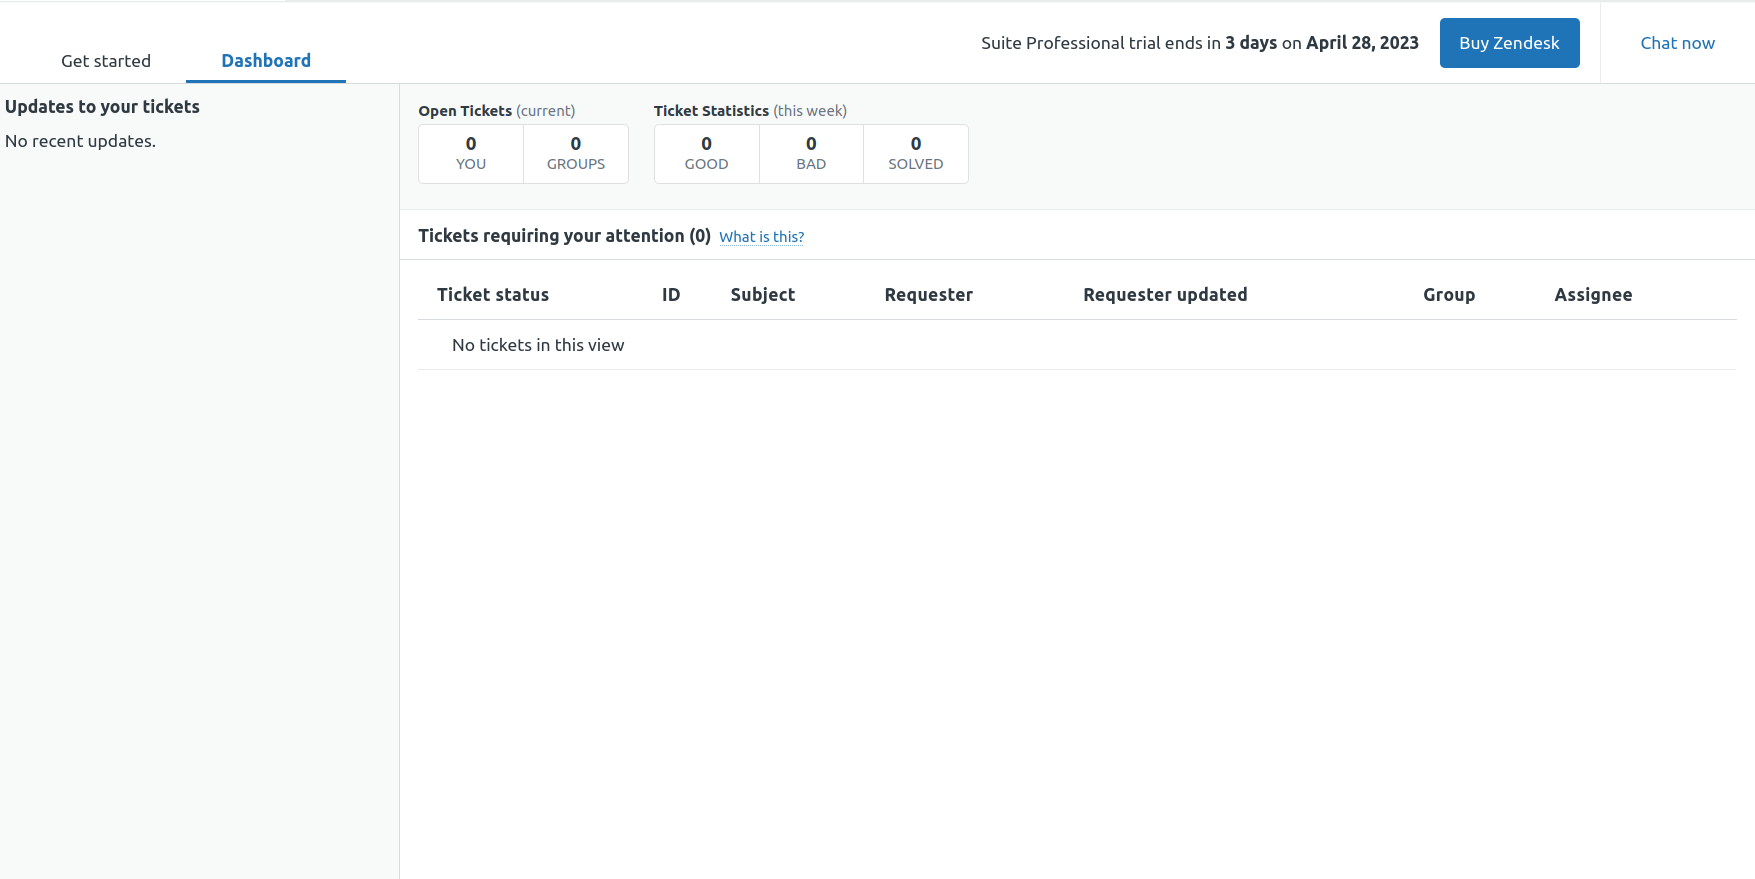 Get started
Dashboard
Suite Professional trial ends in 3 days on April 28, 2023
Buy Zendesk
Chat now
Updates to your tickets
No recent updates.
Open Tickets (current)
0
YOU
0
GROUPS
Ticket Statistics (this week)
0
GOOD
0
BAD
0
SOLVED
Tickets requiring your attention (0) What is this?
Ticket status ID Subject Requester Requester updated Group Assignee
No tickets in this view